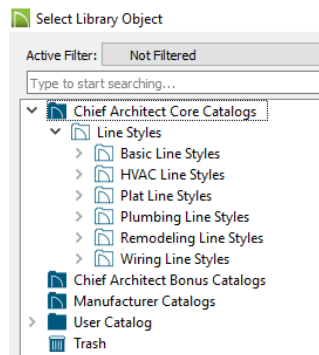 Select Library Object
Active Filter: Not Filtered
Type to start searching...
Chief Architect Core Catalogs
Line Styles
Basic Line Styles
HVAC Line Styles
Plat Line Styles
Plumbing Line Styles
Remodeling Line Styles
Wiring Line Styles
Chief Architect Bonus Catalogs
Manufacturer Catalogs
User Catalog
Trash